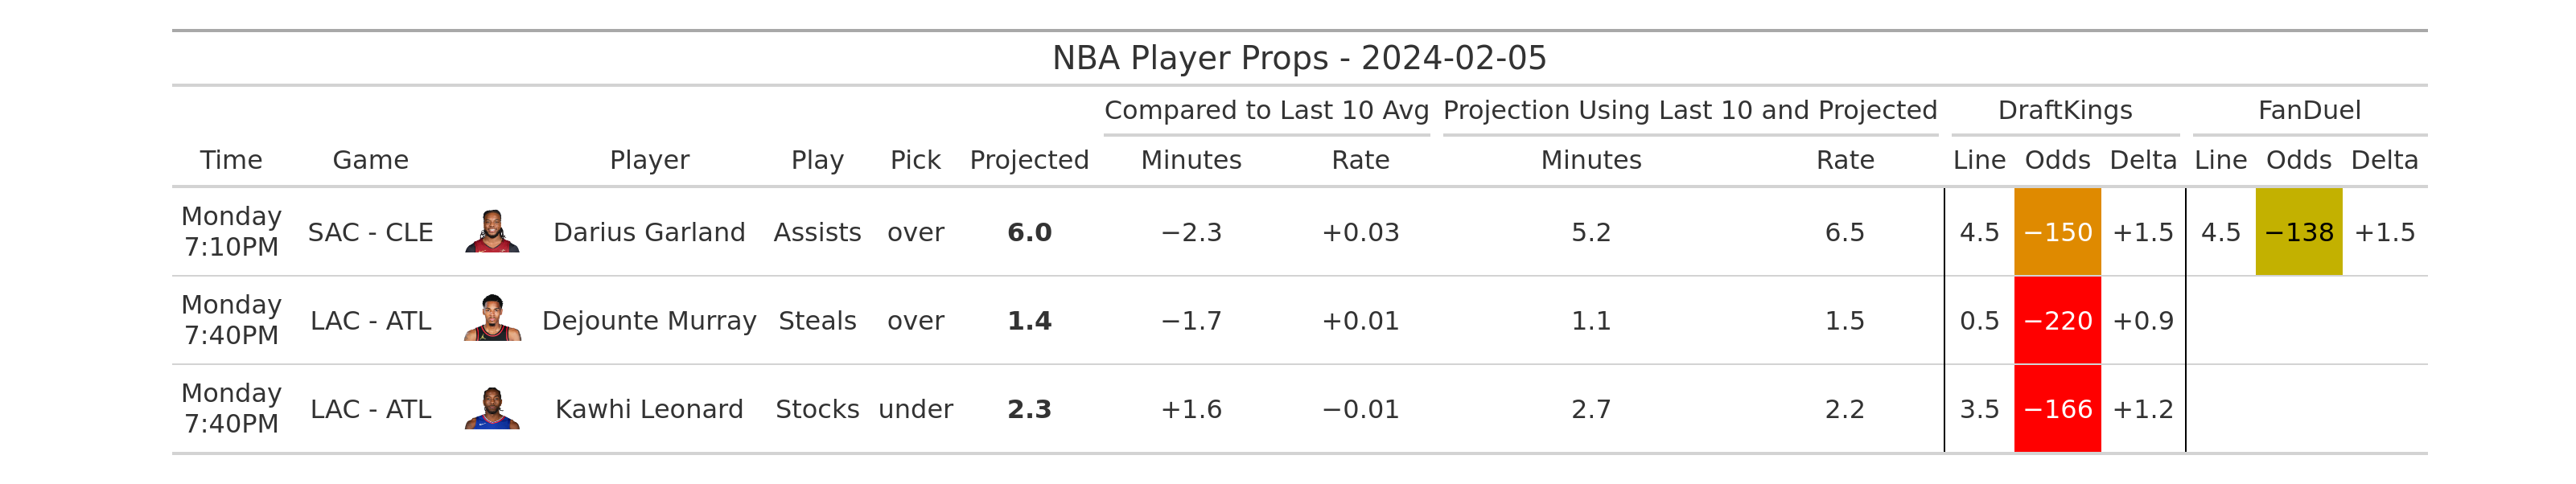 NBA Player Props - 2024-02-05
Compared to Last 10 Avg Projection Using Last 10 and Projected DraftKings FanDuel
Time Game Player Play Pick Projected Minutes Rate Minutes Rate Line Odds Delta Line Odds Delta
Monday
7:10PM SAC - CLE Darius Garland Assists over 6.0 −2.3 +0.03 5.2 6.5 4.5 −150 +1.5 4.5 −138 +1.5
Monday
7:40PM LAC - ATL Dejounte Murray Steals over 1.4 −1.7 +0.01 1.1 1.5 0.5 −220 +0.9
Monday
7:40PM LAC - ATL Kawhi Leonard Stocks under 2.3 +1.6 −0.01 2.7 2.2 3.5 −166 +1.2